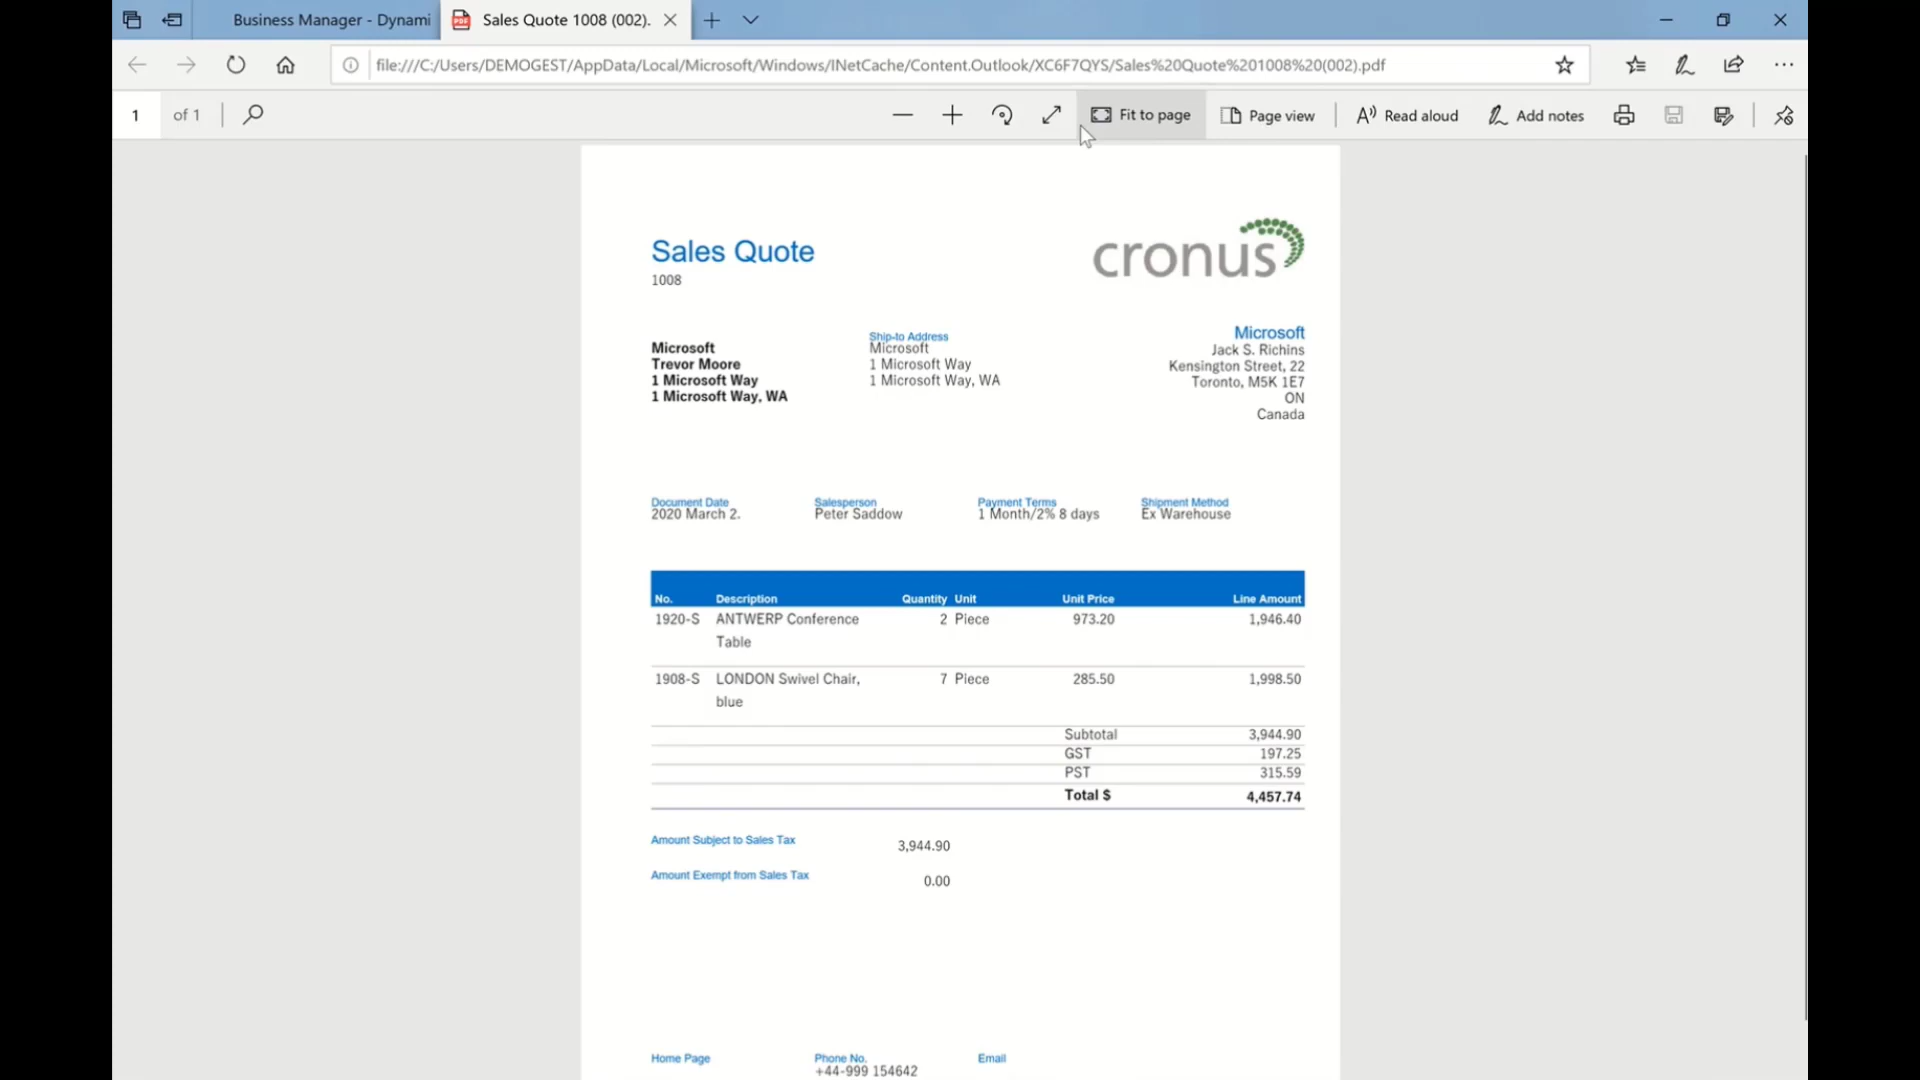 Business Manager - Dynami
Sales Quote 1008 (002).
file:///C:/Users/DEMOGEST/AppData/Local/Microsoft/Windows/INetCache/Content.Outlook/XC6F7QYS/Sales%20Quote%201008%20(002).pdf
1 of 1
Fit to page Page view Read aloud Add notes
Sales Quote
1008
cronus
Microsoft
Trevor Moore
1 Microsoft Way
1 Microsoft Way, WA
Ship-to Address
Microsoft
1 Microsoft Way
1 Microsoft Way, WA
Microsoft
Jack S. Richins
Kensington Street, 22
Toronto, M5K 1E7
ON
Canada
Document Date Salesperson Payment Terms Shipment Method
2020 March 2. Peter Saddow 1 Month/2% 8 days Ex Warehouse
No. Description Quantity Unit Unit Price Line Amount
1920-S ANTWERP Conference 2 Piece 973.20 1,946.40
Table
1908-S LONDON Swivel Chair, 7 Piece 285.50 1,998.50
blue
Subtotal 3,944.90
GST 197.25
PST 315.59
Total $ 4,457.74
Amount Subject to Sales Tax 3,944.90
Amount Exempt from Sales Tax 0.00
Home Page Phone No. Email
+44-999 154642